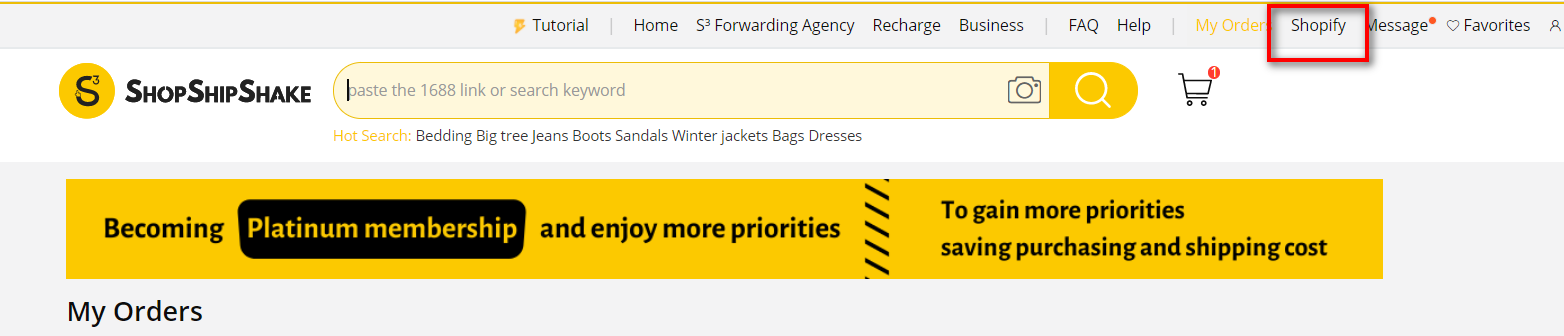 Tutorial | Home S³ Forwarding Agency Recharge Business | FAQ Help | My Orders Shopify Message Favorites
S³ SHOPSHIPSHAKE paste the 1688 link or search keyword 1
Hot Search: Bedding Big tree Jeans Boots Sandals Winter jackets Bags Dresses
Becoming Platinum membership and enjoy more priorities
To gain more priorities
saving purchasing and shipping cost
My Orders